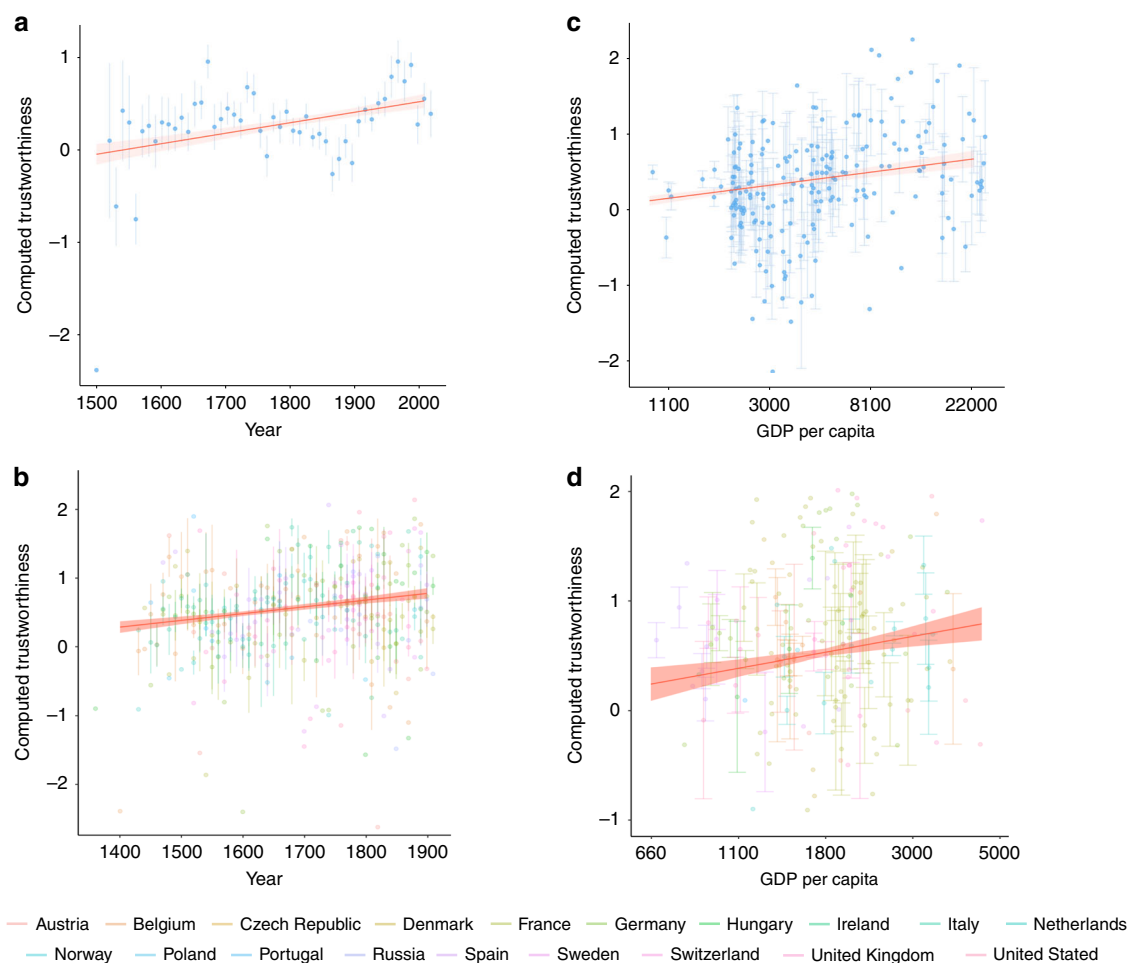 a
1
0
−1
−2
Computed trustworthiness
1500 1600 1700 1800 1900 2000
Year
c
2
1
0
−1
−2
Computed trustworthiness
1100 3000 8100 22000
GDP per capita
b
2
1
0
−1
−2
Computed trustworthiness
1400 1500 1600 1700 1800 1900
Year
d
2
1
0
−1
Computed trustworthiness
660 1100 1800 3000 5000
GDP per capita
Austria Belgium Czech Republic Denmark France Germany Hungary Ireland Italy Netherlands
Norway Poland Portugal Russia Spain Sweden Switzerland United Kingdom United Stated